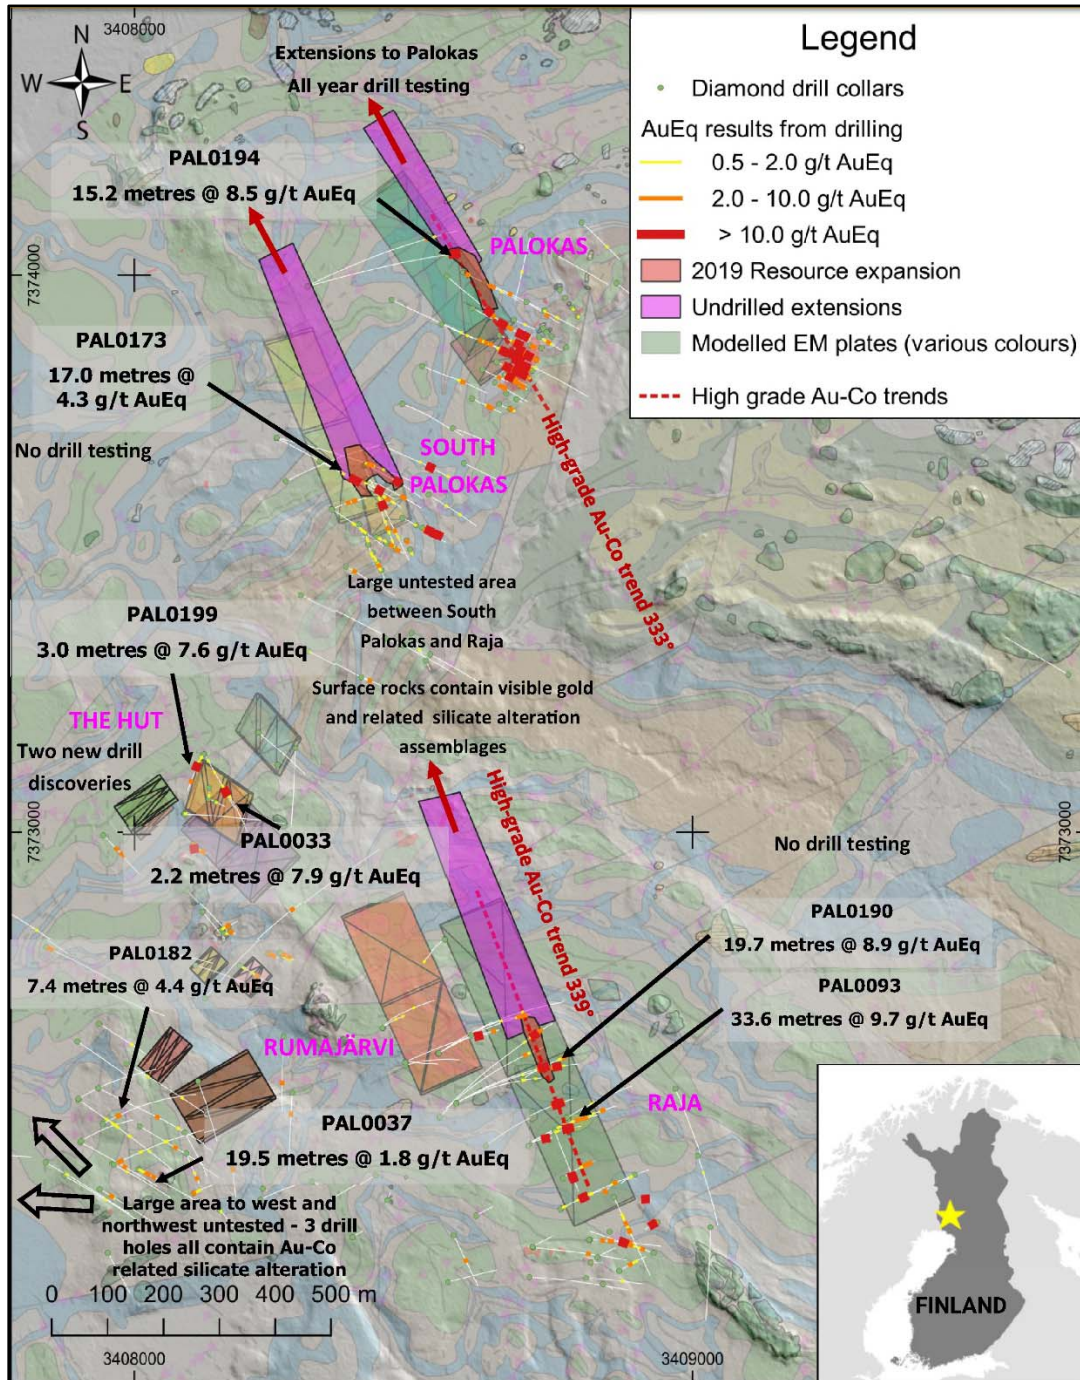 3408000
N
W
E
S
Extensions to Palokas
All year drill testing
PAL0194
15.2 metres @ 8.5 g/t AuEq
PALOKAS
7374000
PAL0173
17.0 metres @
4.3 g/t AuEq
No drill testing
SOUTH
PALOKAS
High-grade Au-Co trend 333°
Legend
Diamond drill collars
AuEq results from drilling
0.5 - 2.0 g/t AuEq
2.0 - 10.0 g/t AuEq
> 10.0 g/t AuEq
2019 Resource expansion
Undrilled extensions
Modelled EM plates (various colours)
High grade Au-Co trends
Large untested area
between South
Palokas and Raja
PAL0199
3.0 metres @ 7.6 g/t AuEq
Surface rocks contain visible gold
and related silicate alteration
assemblages
THE HUT
Two new drill
discoveries
High-grade Au-Co trend 339°
7373000
7373000
PAL0033
2.2 metres @ 7.9 g/t AuEq
No drill testing
PAL0190
19.7 metres @ 8.9 g/t AuEq
PAL0182
7.4 metres @ 4.4 g/t AuEq
PAL0093
33.6 metres @ 9.7 g/t AuEq
RUMAJÄRVI
RAJA
PAL0037
19.5 metres @ 1.8 g/t AuEq
Large area to west and
northwest untested - 3 drill
holes all contain Au-Co
related silicate alteration
0 100 200 300 400 500 m
3408000
3409000
FINLAND